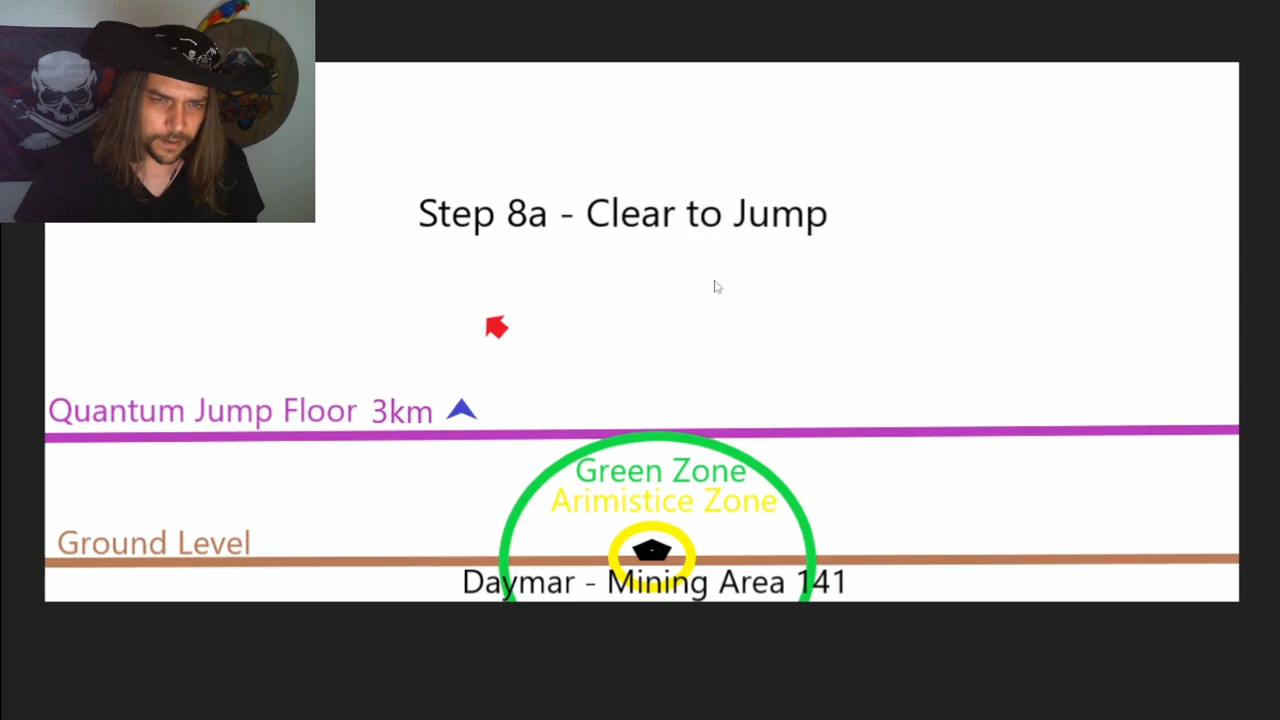 Step 8a - Clear to Jump
Quantum Jump Floor 3km
Green Zone
Arimistice Zone
Ground Level
Daymar - Mining Area 141